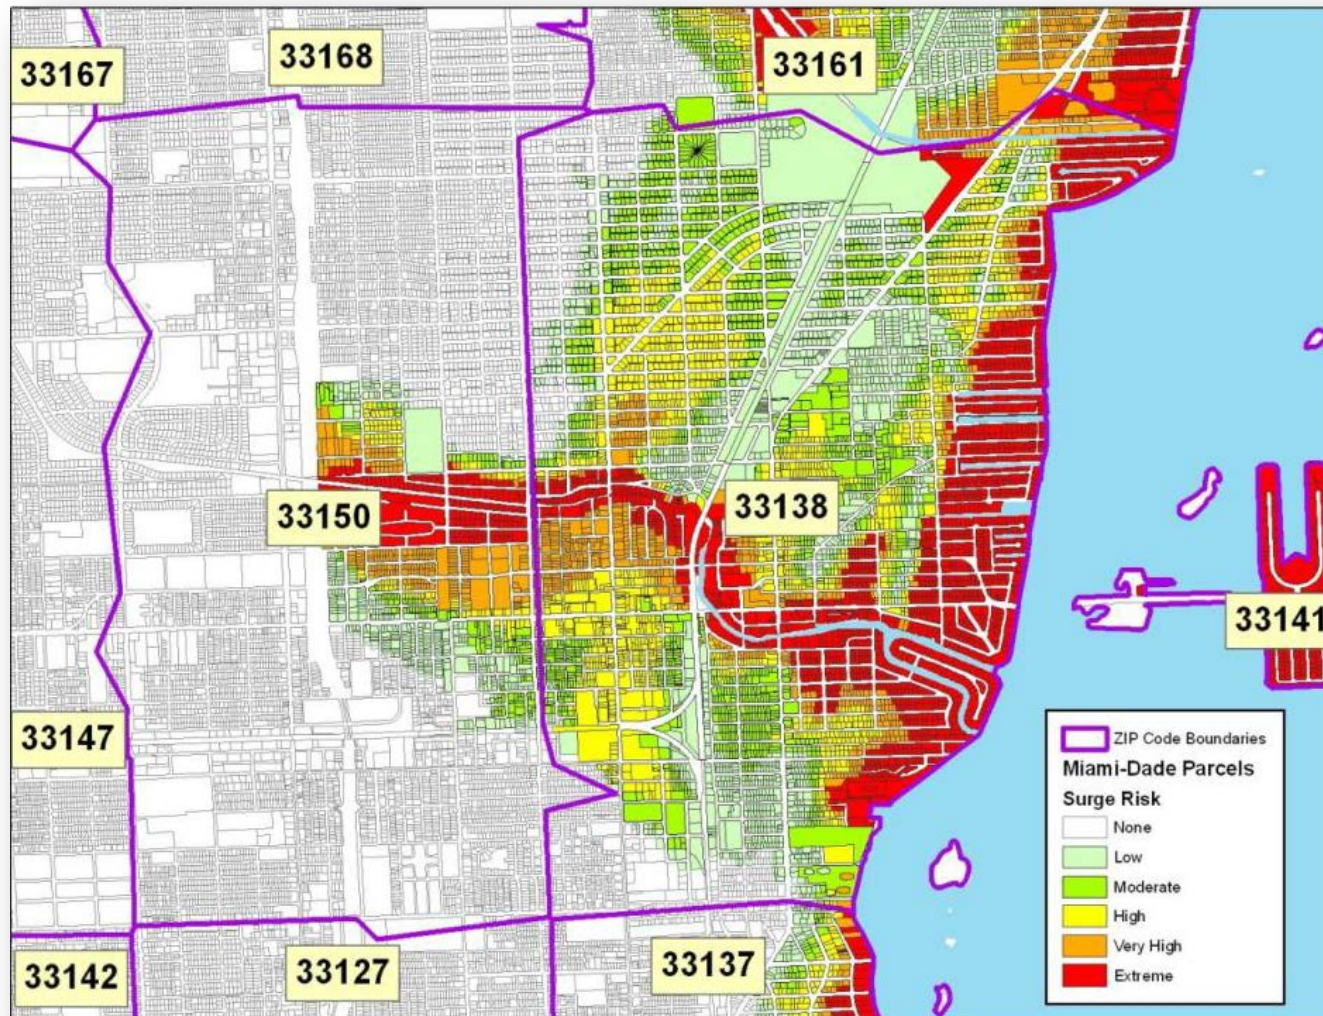 33167
33168
33161
33150
33138
33141
33147
33142
33127
33137
ZIP Code Boundaries
Miami-Dade Parcels
Surge Risk
None
Low
Moderate
High
Very High
Extreme